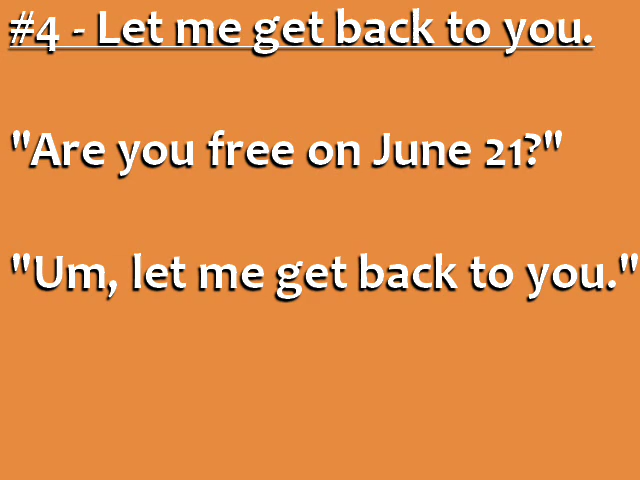 #4 - Let me get back to you.
"Are you free on June 21?"
"Um, let me get back to you."